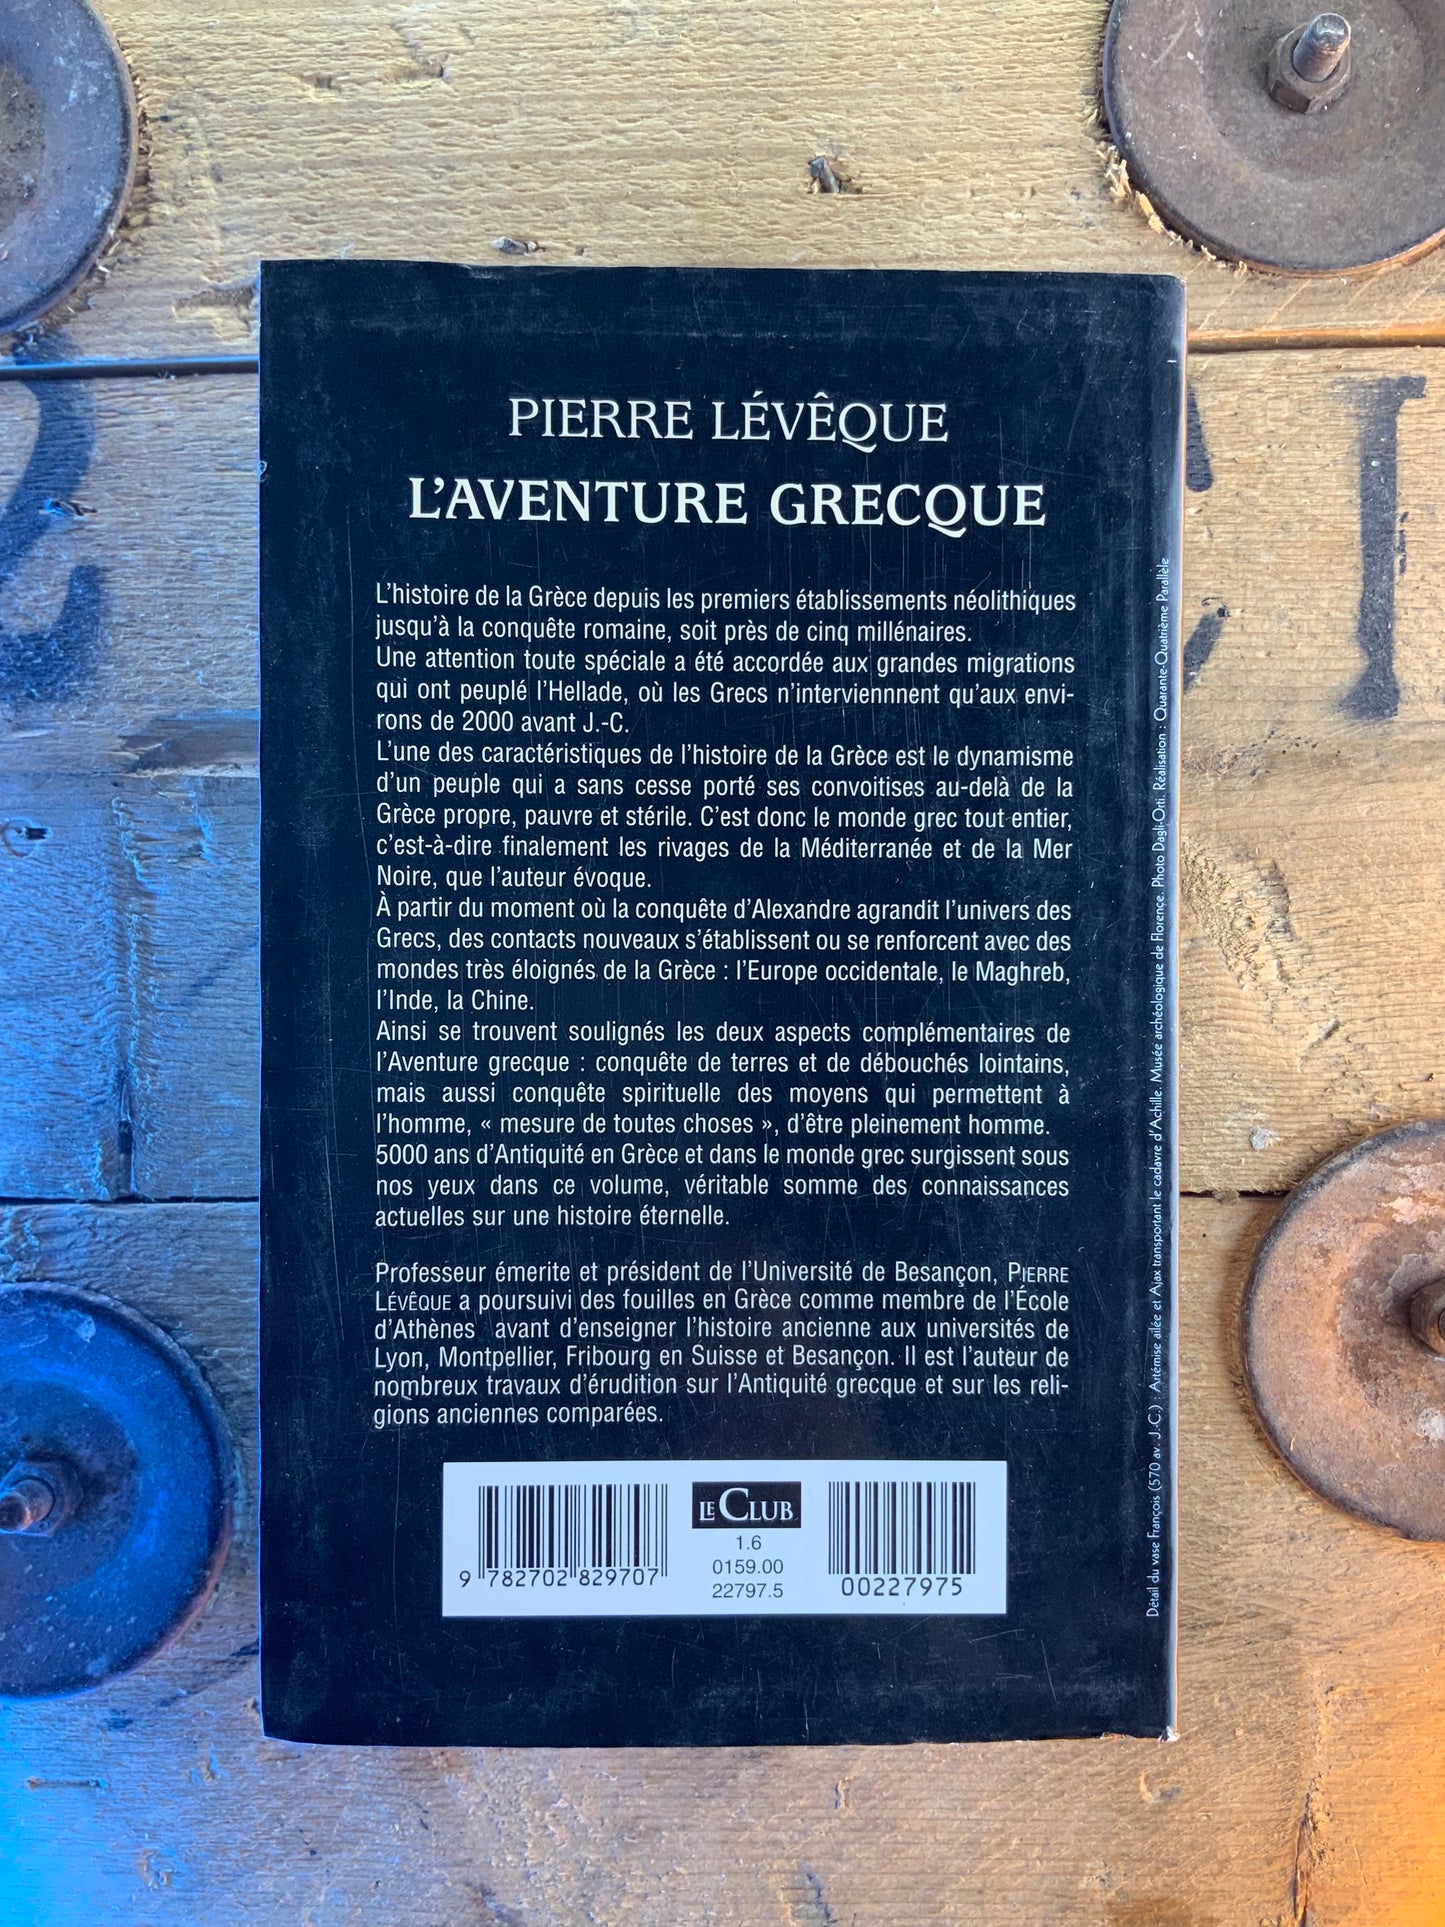 PIERRE LÉVÊQUE
L'AVENTURE GRECQUE
L'histoire de la Grèce depuis les premiers établissements néolithiques
jusqu'à la conquête romaine, soit près de cinq millénaires.
Une attention toute spéciale a été accordée aux grandes migrations
qui ont peuplé l'Hellade, où les Grecs n'interviennnent qu'aux envi-
rons de 2000 avant J.-C.
L'une des caractéristiques de l'histoire de la Grèce est le dynamisme
d'un peuple qui a sans cesse porté ses convoitises au-delà de la
Grèce propre, pauvre et stérile. C'est donc le monde grec tout entier,
c'est-à-dire finalement les rivages de la Méditerranée et de la Mer
Noire, que l'auteur évoque.
À partir du moment où la conquête d'Alexandre agrandit l'univers des
Grecs, des contacts nouveaux s'établissent ou se renforcent avec des
mondes très éloignés de la Grèce : l'Europe occidentale, le Maghreb,
l'Inde, la Chine.
Ainsi se trouvent soulignés les deux aspects complémentaires de
l'Aventure grecque : conquête de terres et de débouchés lointains,
mais aussi conquête spirituelle des moyens qui permettent à
l'homme, « mesure de toutes choses », d'être pleinement homme.
5000 ans d'Antiquité en Grèce et dans le monde grec surgissent sous
nos yeux dans ce volume, véritable somme des connaissances
actuelles sur une histoire éternelle.
Professeur émerite et président de l'Université de Besançon, PIERRE
LÉVÊQUE a poursuivi des fouilles en Grèce comme membre de l'École
d'Athènes avant d'enseigner l'histoire ancienne aux universités de
Lyon, Montpellier, Fribourg en Suisse et Besançon. Il est l'auteur de
nombreux travaux d'érudition sur l'Antiquité grecque et sur les reli-
gions anciennes comparées.
9 782702 829707
LE CLUB
1.6
0159.00
22797.5
00227975
Détail du vase François (570 av. J.-C.) : Artémise ailée et Ajax transportant le cadavre d'Achille. Musée archéologique de Florence. Photo Dagli-Orti. Réalisation : Quarante-Quatrième Parallèle